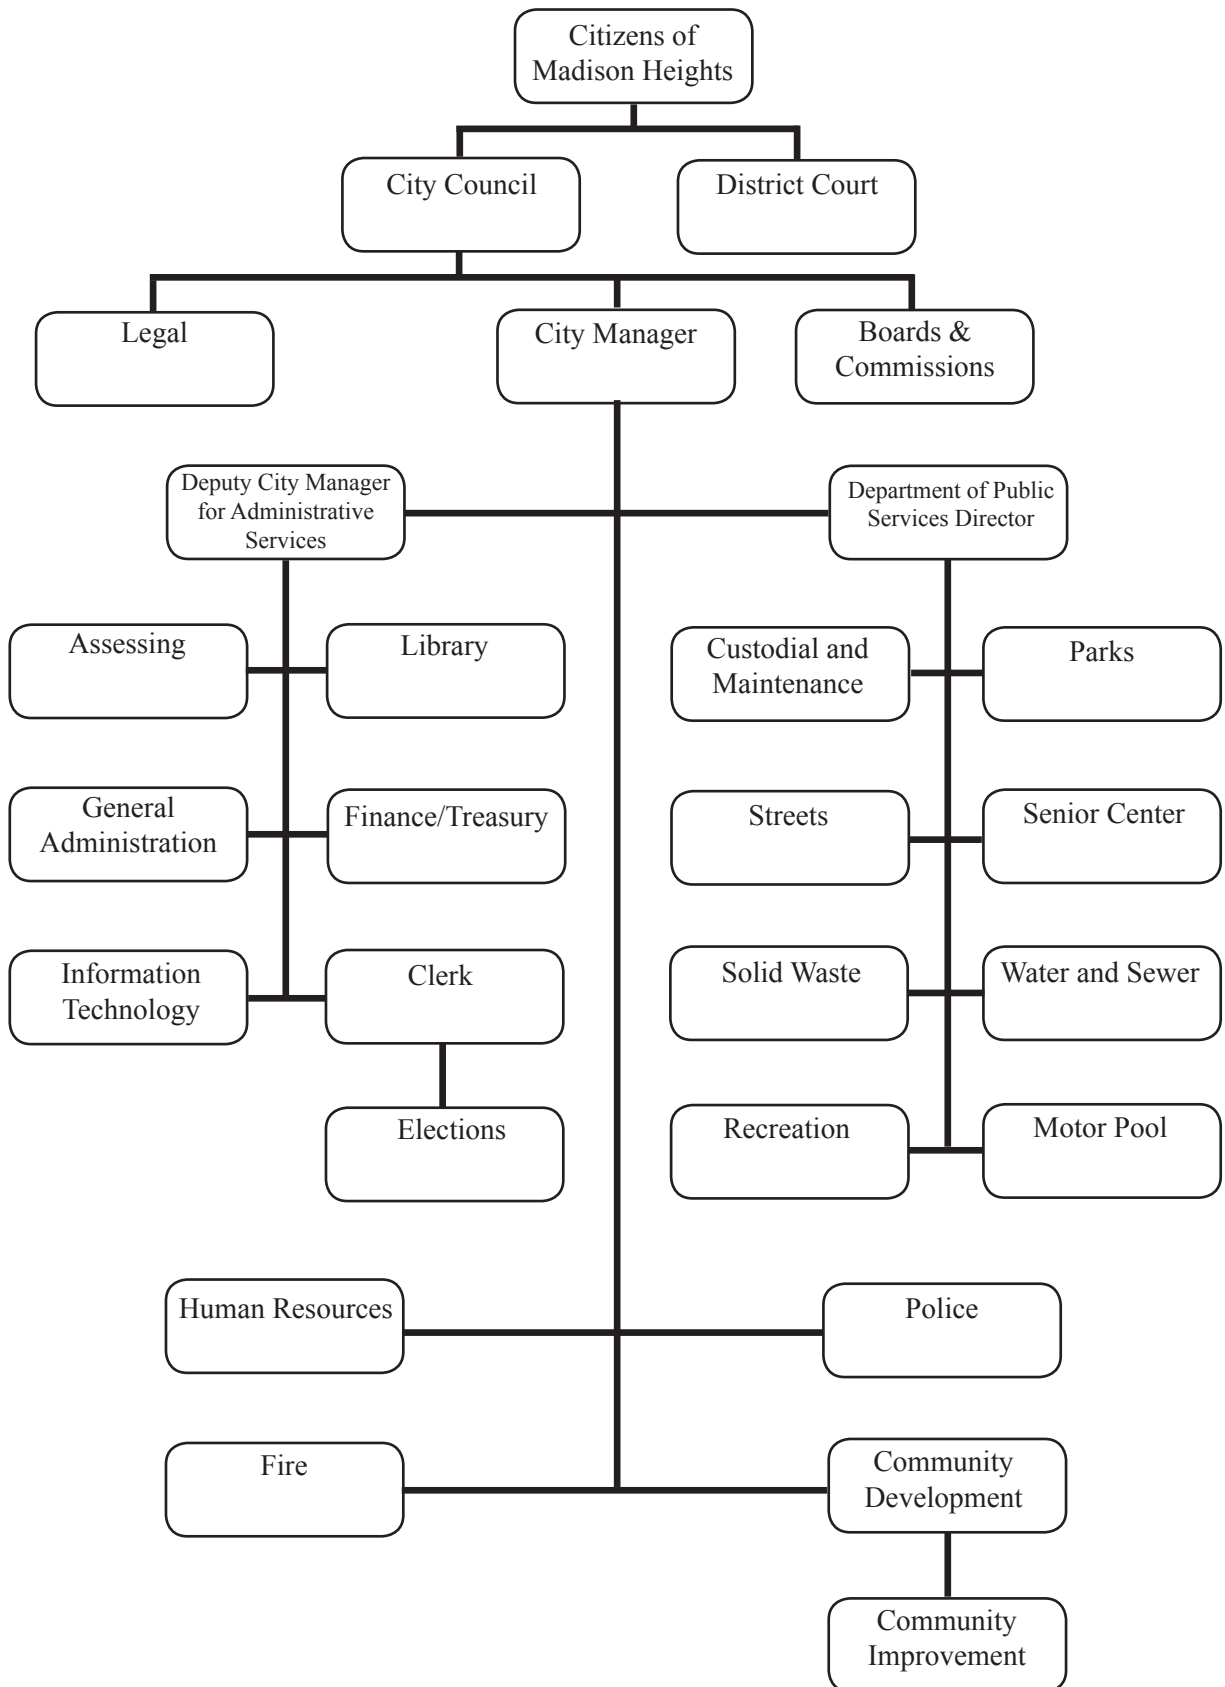 Citizens of
Madison Heights
City Council
District Court
Legal
City Manager
Boards &
Commissions
Deputy City Manager
for Administrative
Services
Department of Public
Services Director
Assessing
Library
Custodial and
Maintenance
Parks
General
Administration
Finance/Treasury
Streets
Senior Center
Information
Technology
Clerk
Solid Waste
Water and Sewer
Elections
Recreation
Motor Pool
Human Resources
Police
Fire
Community
Development
Community
Improvement